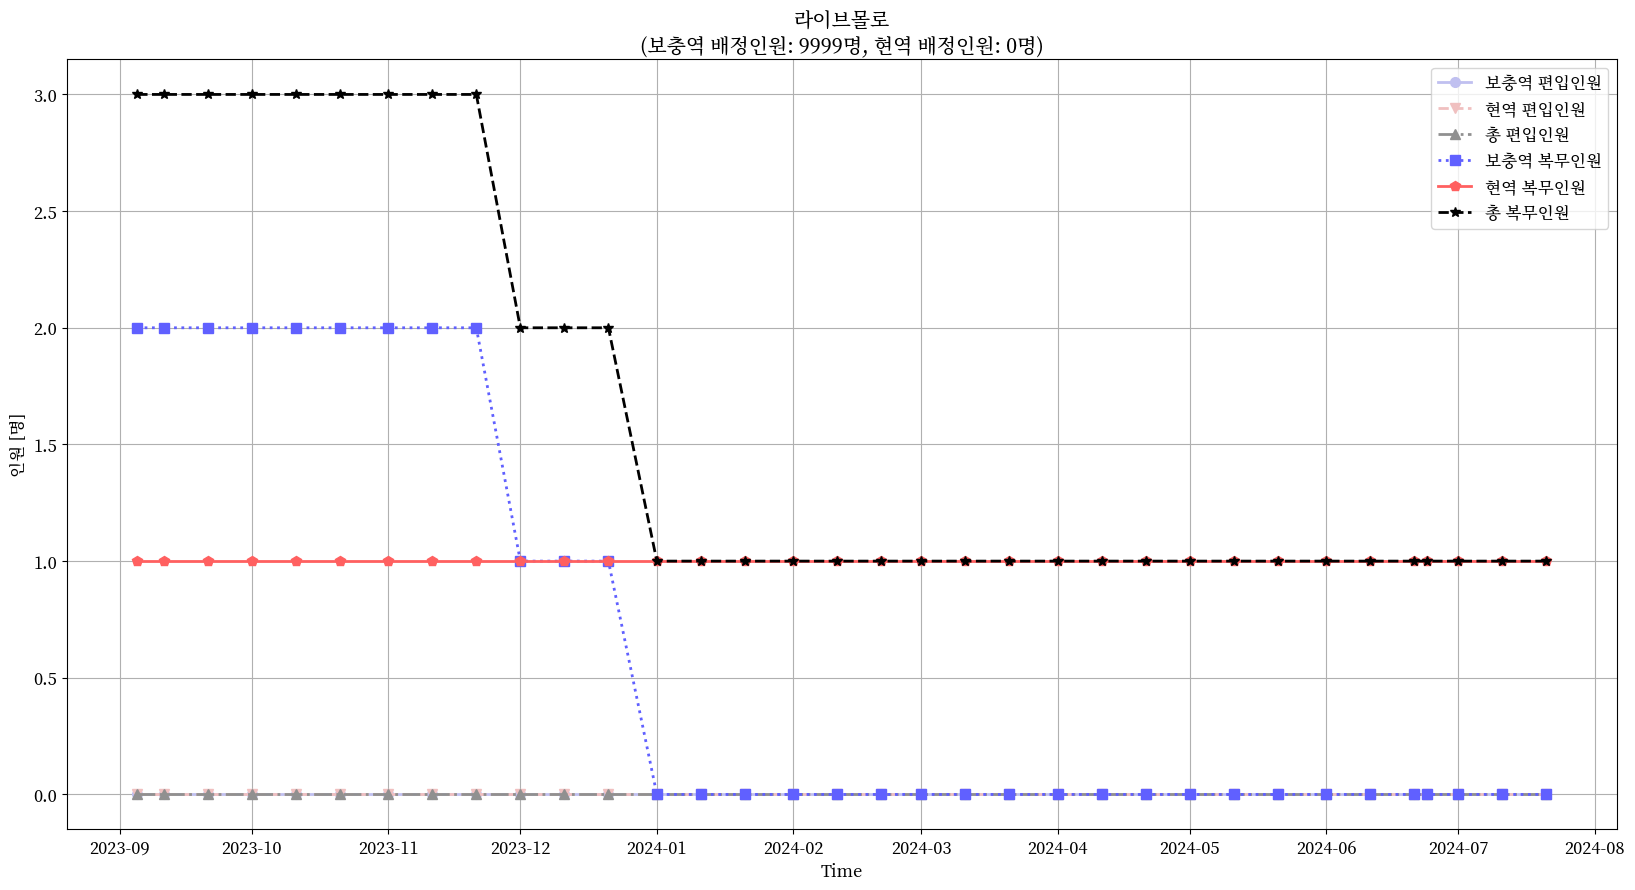 라이브몰로
(보충역 배정인원: 9999명, 현역 배정인원: 0명)
보충역 편입인원
현역 편입인원
총 편입인원
보충역 복무인원
현역 복무인원
총 복무인원
3.0
2.5
2.0
1.5
1.0
0.5
0.0
인원 [명]
2023-09 2023-10 2023-11 2023-12 2024-01 2024-02 2024-03 2024-04 2024-05 2024-06 2024-07 2024-08
Time